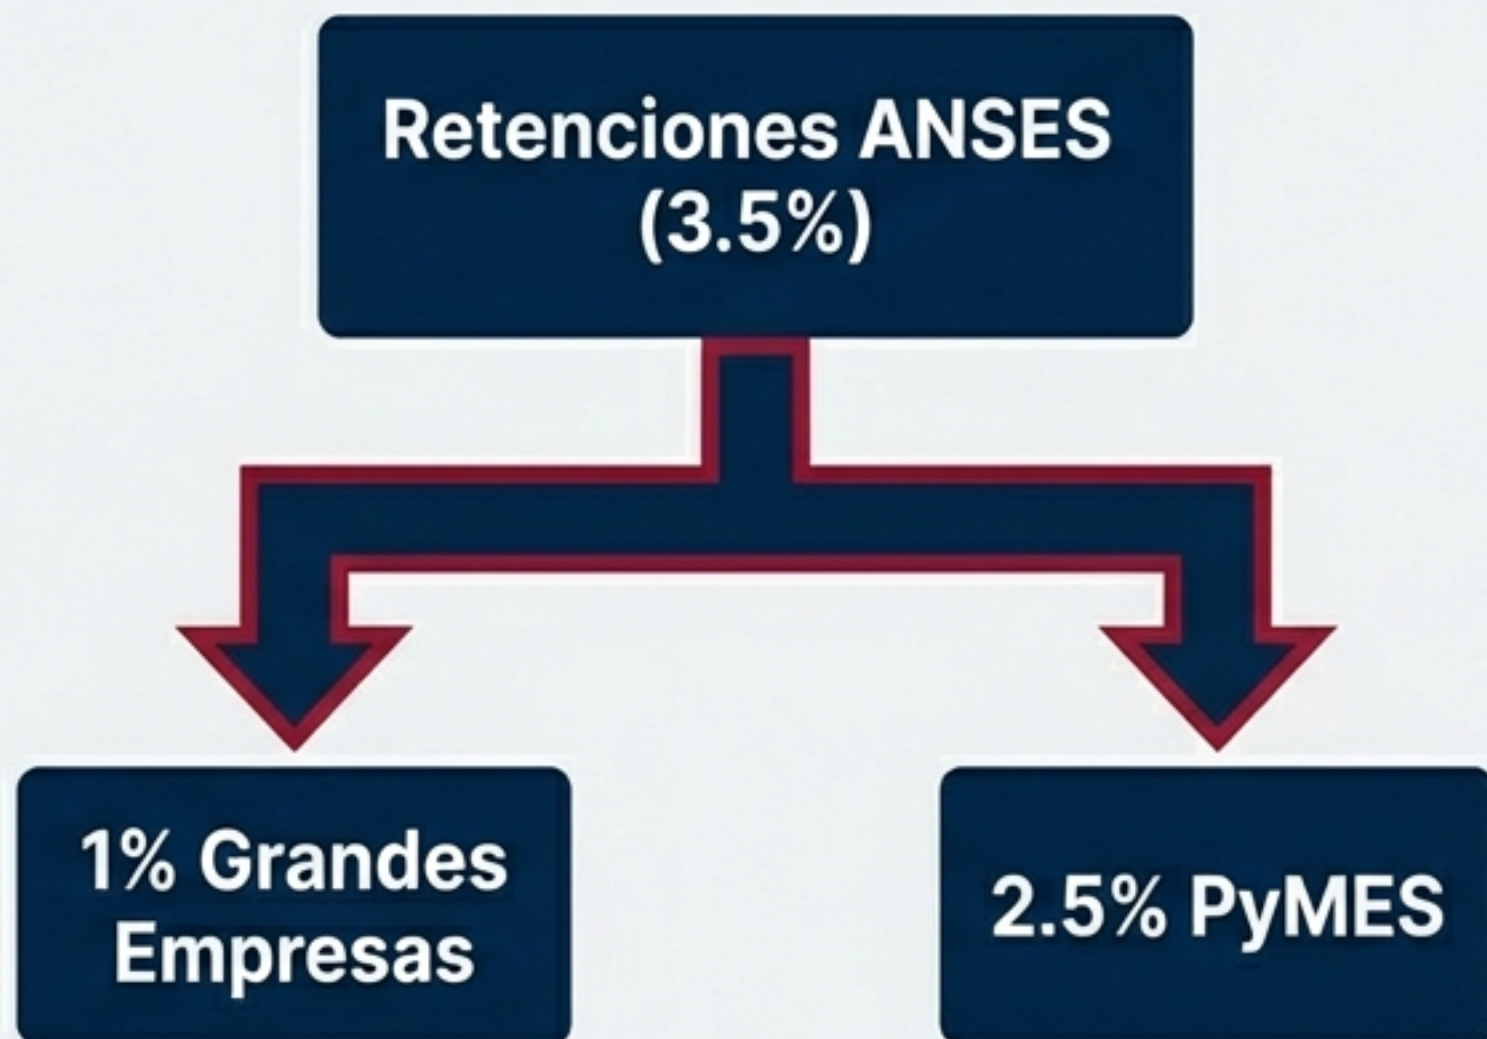 Retenciones ANSES
(3.5%)
1% Grandes
Empresas
2.5% PyMES